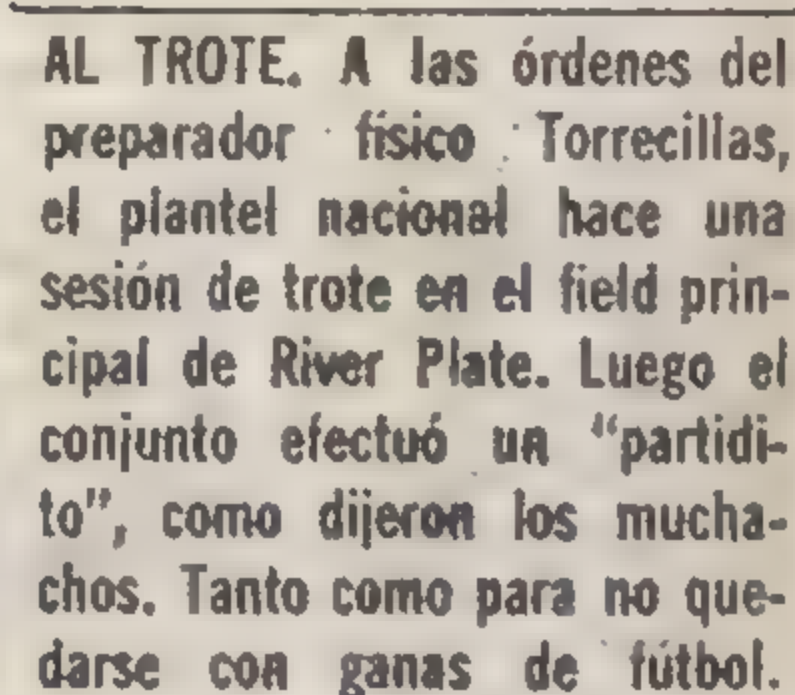 AL TROTE. A las órdenes del
preparador físico Torrecillas,
el plantel nacional hace una
sesión de trote en el field prin-
cipal de River Plate. Luego el
conjunto efectuó un "partidi-
to", como dijeron los mucha-
chos. Tanto como para no que-
darse con ganas de fútbol.